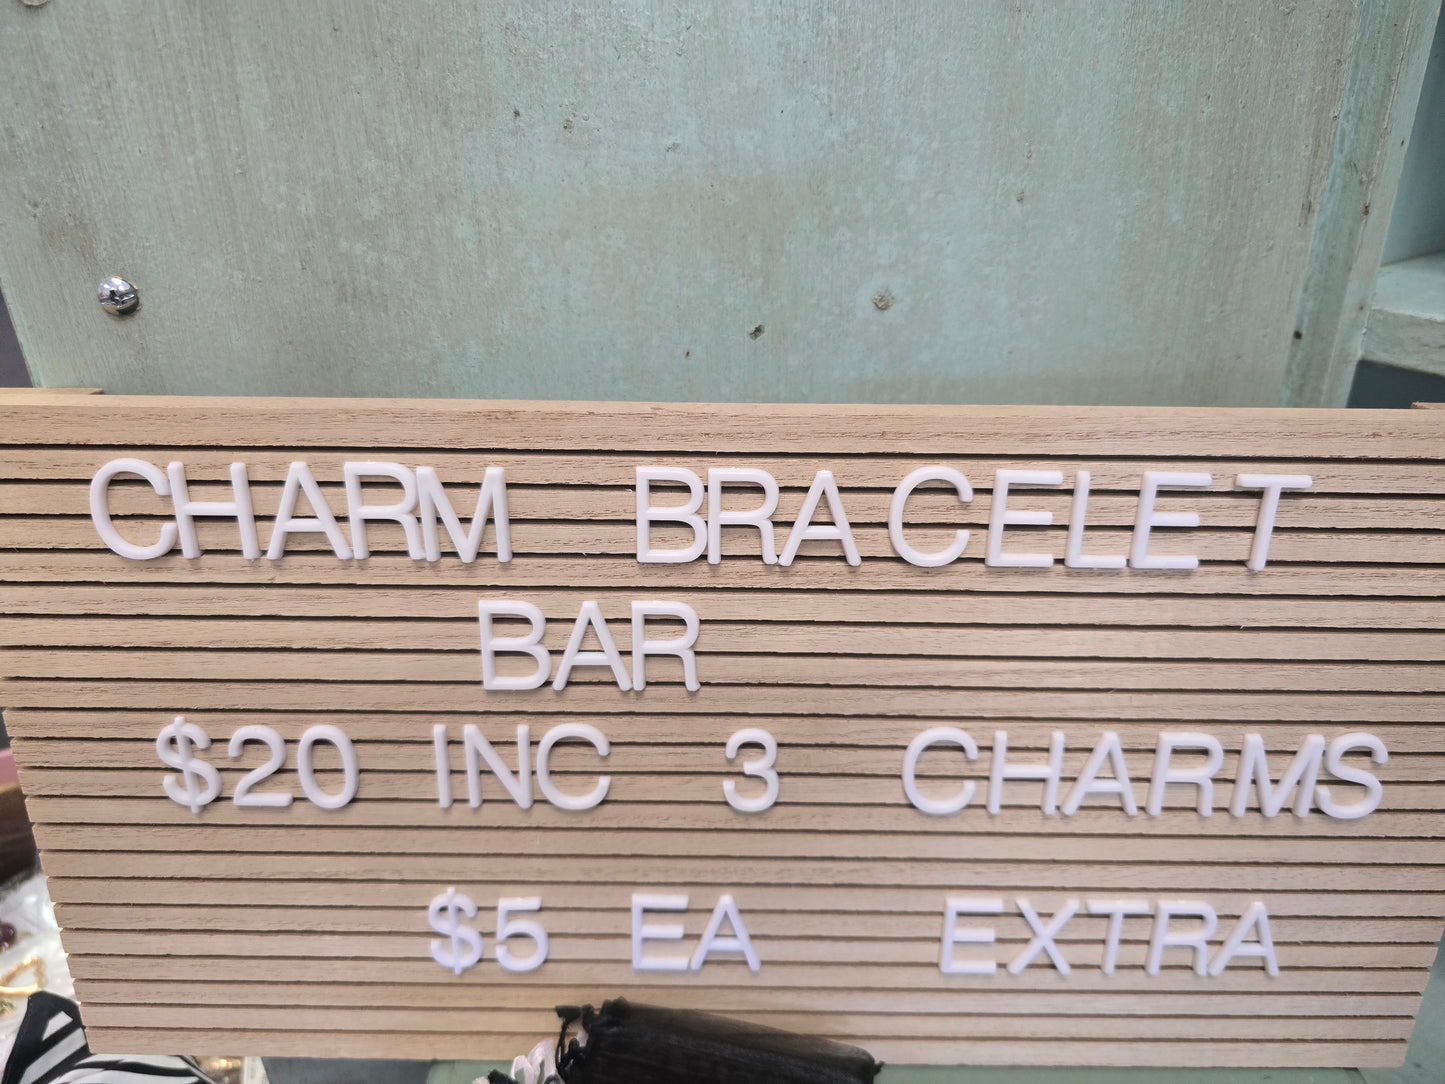 CHARM BRACELET
BAR
$20 INC 3 CHARMS
$5 EA EXTRA